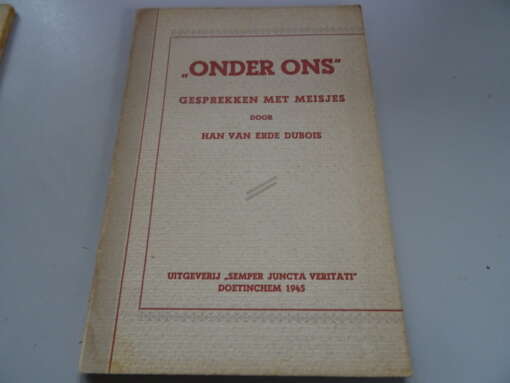 „ONDER ONS"
GESPREKKEN MET MEISJES
DOOR
HAN VAN ERDE DUBOIS
UITGEVERIJ „SEMPER JUNCTA VERITATI"
DOETINCHEM 1945